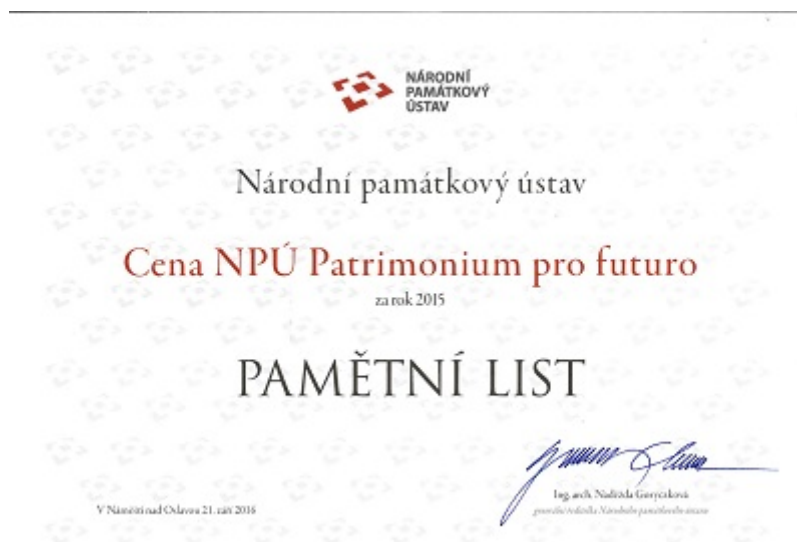 NÁRODNÍ
PAMÁTKOVÝ
ÚSTAV
Národní památkový ústav
Cena NPÚ Patrimonium pro futuro
za rok 2015
PAMĚTNÍ LIST
V Náměšti nad Oslavou 21. září 2016
Ing. arch. Naděžda Goryczková
generální ředitelka Národního památkového ústavu